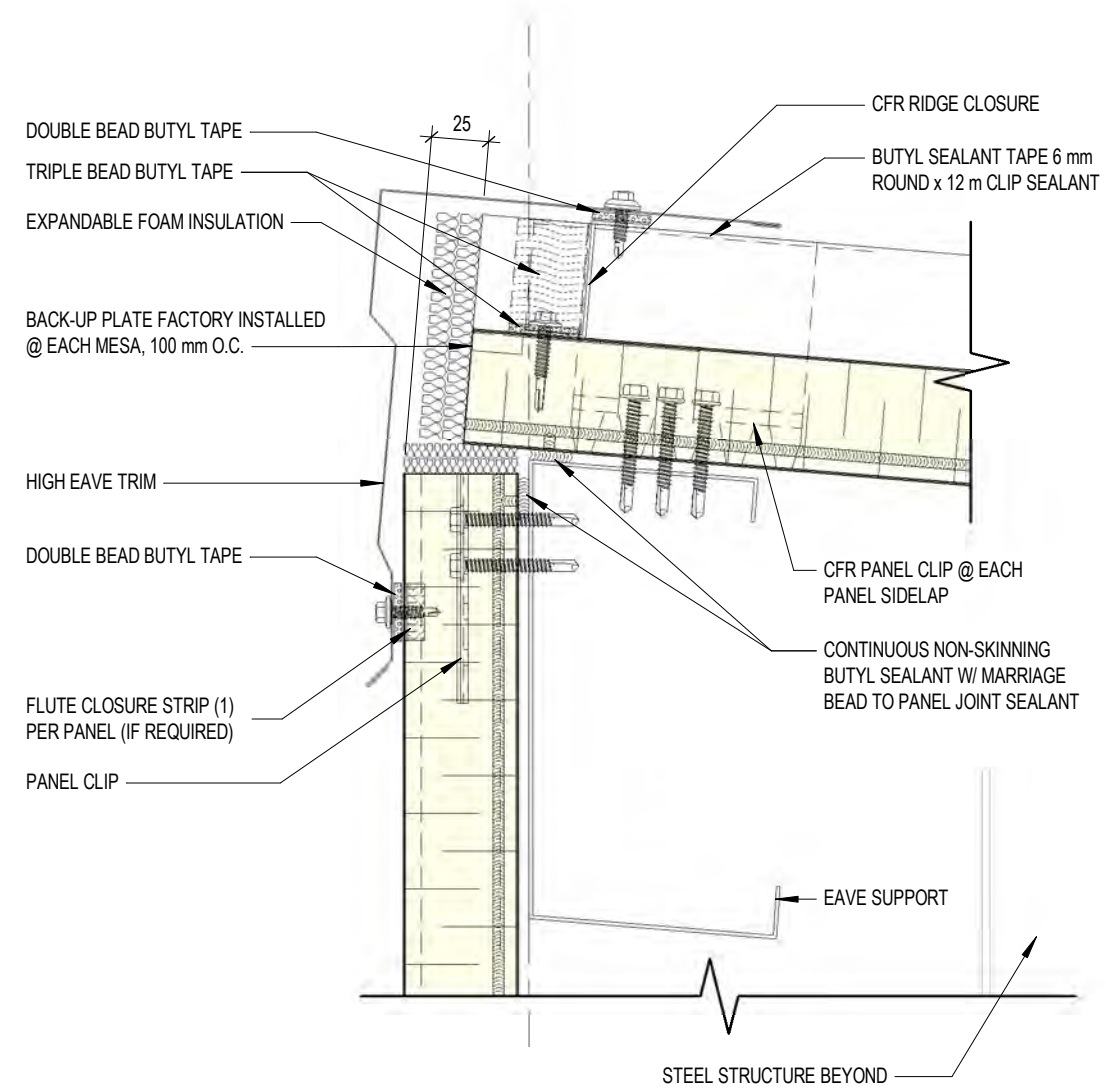 DOUBLE BEAD BUTYL TAPE
TRIPLE BEAD BUTYL TAPE
EXPANDABLE FOAM INSULATION
BACK-UP PLATE FACTORY INSTALLED
@ EACH MESA, 100 mm O.C.
HIGH EAVE TRIM
DOUBLE BEAD BUTYL TAPE
FLUTE CLOSURE STRIP (1)
PER PANEL (IF REQUIRED)
PANEL CLIP
25
CFR RIDGE CLOSURE
BUTYL SEALANT TAPE 6 mm
ROUND x 12 m CLIP SEALANT
CFR PANEL CLIP @ EACH
PANEL SIDELAP
CONTINUOUS NON-SKINNING
BUTYL SEALANT W/ MARRIAGE
BEAD TO PANEL JOINT SEALANT
EAVE SUPPORT
STEEL STRUCTURE BEYOND